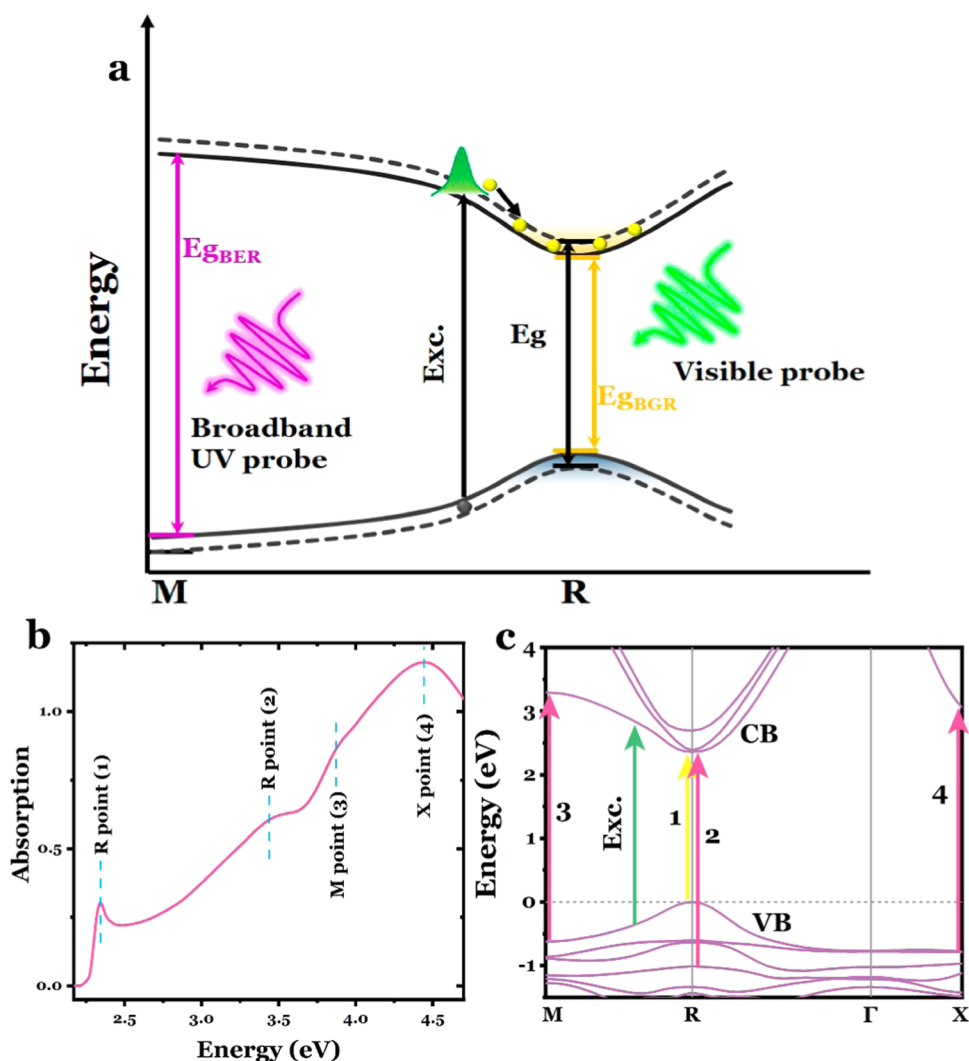 a
Energy
Eg_BER
Broadband
UV probe
Exc.
Eg
Eg_BGR
Visible probe
M
R
b
Absorption
1.0
0.5
0.0
R point (1)
R point (2)
M point (3)
X point (4)
2.5 3.0 3.5 4.0 4.5
Energy (eV)
c
Energy (eV)
4
3
2
1
0
-1
3
Exc.
1
2
4
CB
VB
M R Γ X